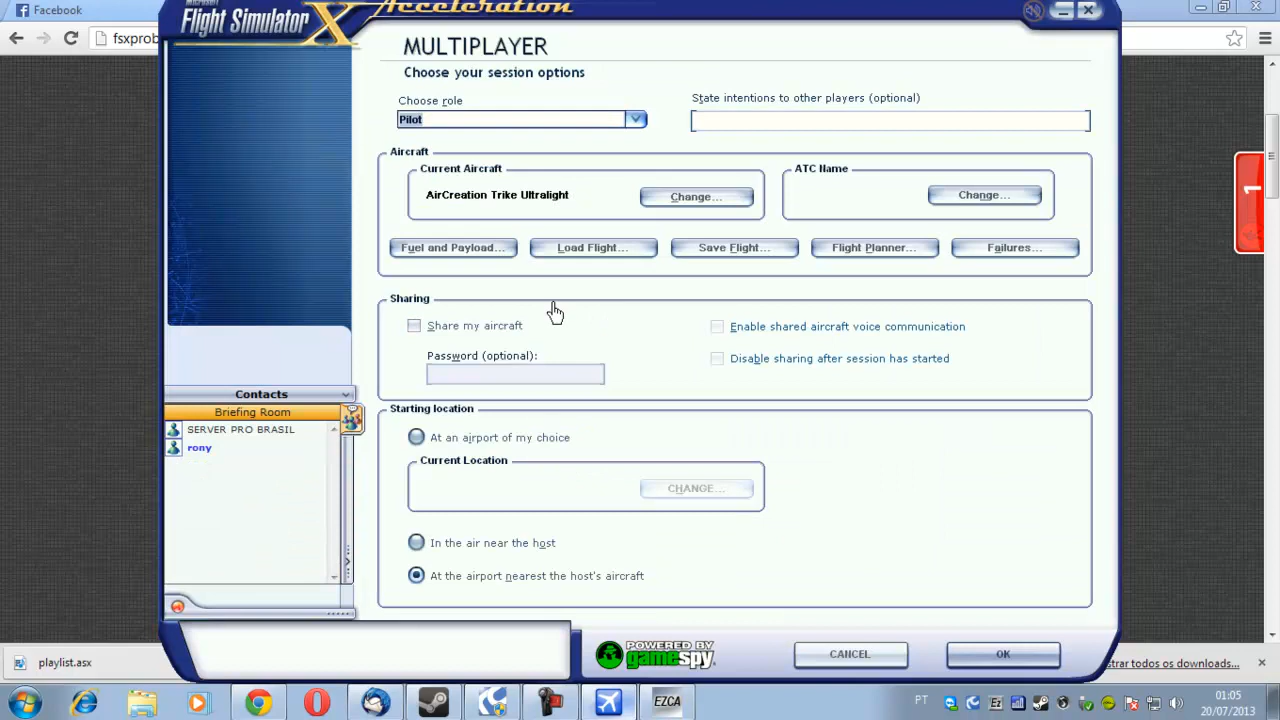 Facebook
fsxprob
Microsoft
Flight Simulator X
Acceleration
MULTIPLAYER
Choose your session options
Choose role
State intentions to other players (optional)
Pilot
Aircraft
Current Aircraft
ATC Name
AirCreation Trike Ultralight
Change...
Change...
Fuel and Payload...
Load Flight...
Save Flight...
Flight Planner...
Failures...
1
Sharing
Share my aircraft
Enable shared aircraft voice communication
Password (optional):
Disable sharing after session has started
Contacts
Briefing Room
SERVER PRO BRASIL
rony
Starting location
At an airport of my choice
Current Location
CHANGE...
In the air near the host
At the airport nearest the host's aircraft
POWERED BY
gamespy
CANCEL
OK
playlist.asx
strar todos os downloads...
EZCA
PT
01:05
20/07/2013